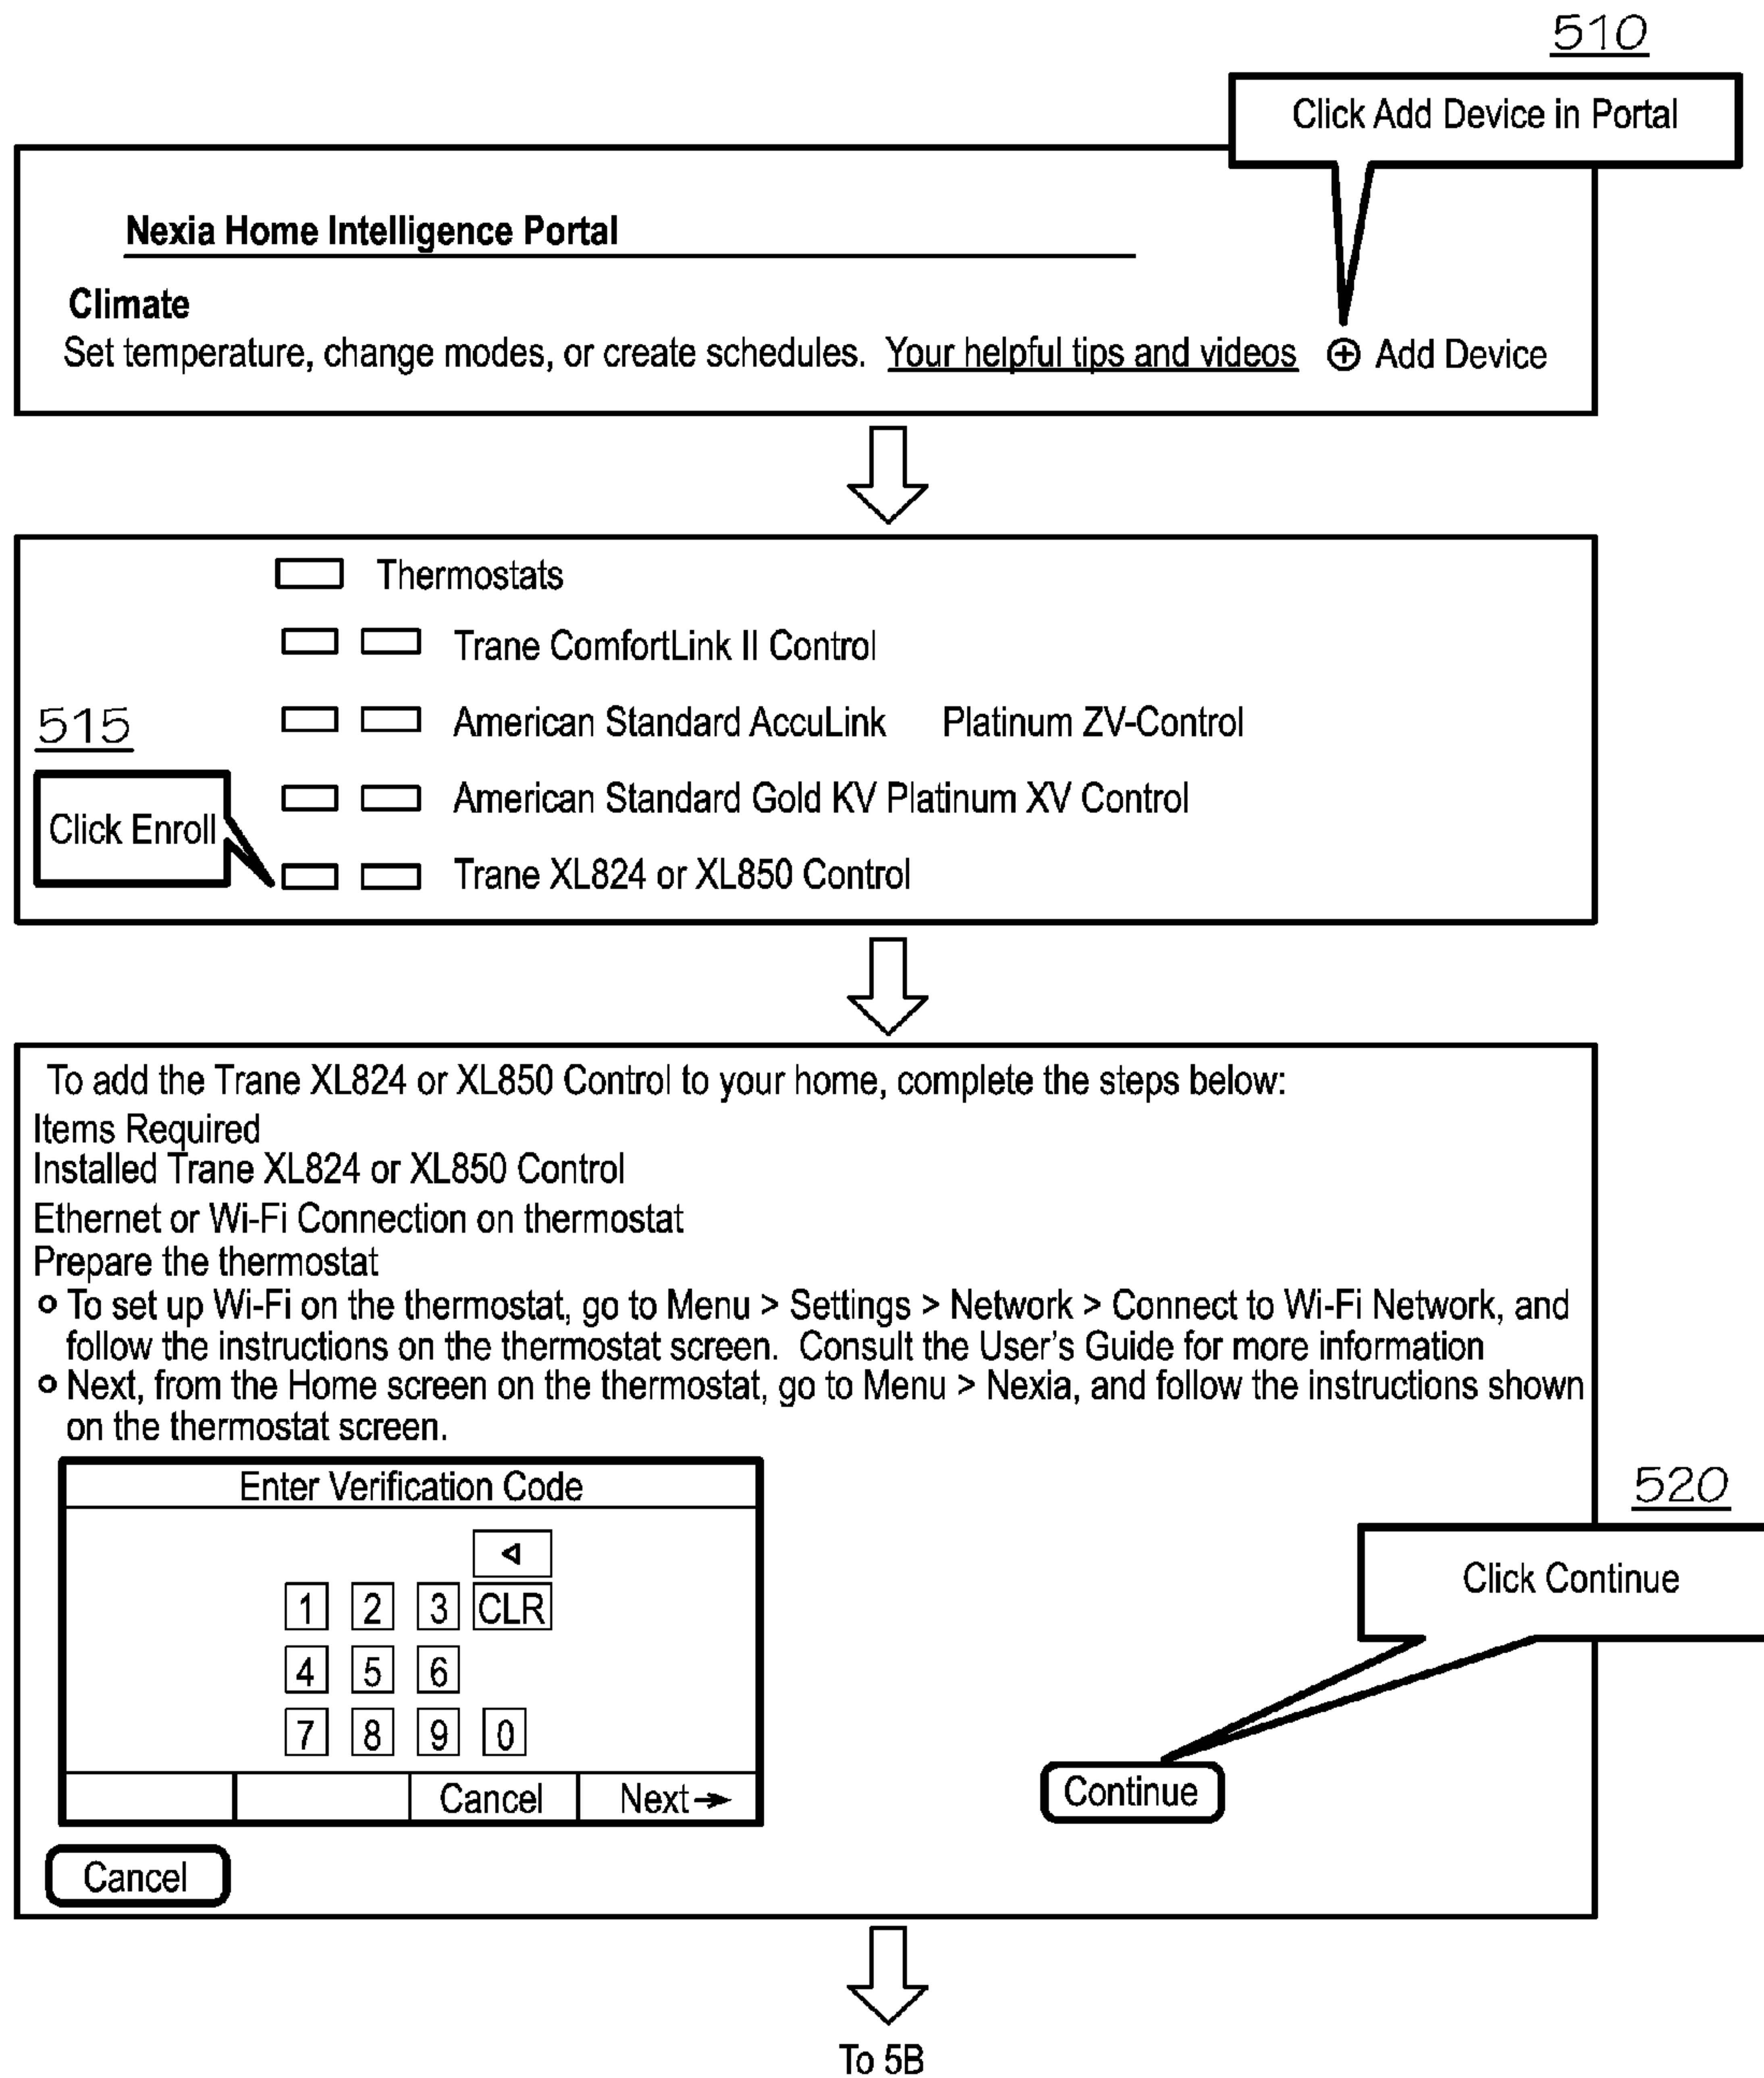 510
Click Add Device in Portal
Nexia Home Intelligence Portal
Climate
Set temperature, change modes, or create schedules. Your helpful tips and videos ⊕ Add Device
Thermostats
Trane ComfortLink II Control
American Standard AccuLink Platinum ZV-Control
515
American Standard Gold KV Platinum XV Control
Click Enroll
Trane XL824 or XL850 Control
To add the Trane XL824 or XL850 Control to your home, complete the steps below:
Items Required
Installed Trane XL824 or XL850 Control
Ethernet or Wi-Fi Connection on thermostat
Prepare the thermostat
o To set up Wi-Fi on the thermostat, go to Menu > Settings > Network > Connect to Wi-Fi Network, and
follow the instructions on the thermostat screen. Consult the User's Guide for more information
o Next, from the Home screen on the thermostat, go to Menu > Nexia, and follow the instructions shown
on the thermostat screen.
Enter Verification Code
520
Click Continue
1 2 3 CLR
4 5 6
7 8 9 0
Cancel Next→
Continue
Cancel
To 5B